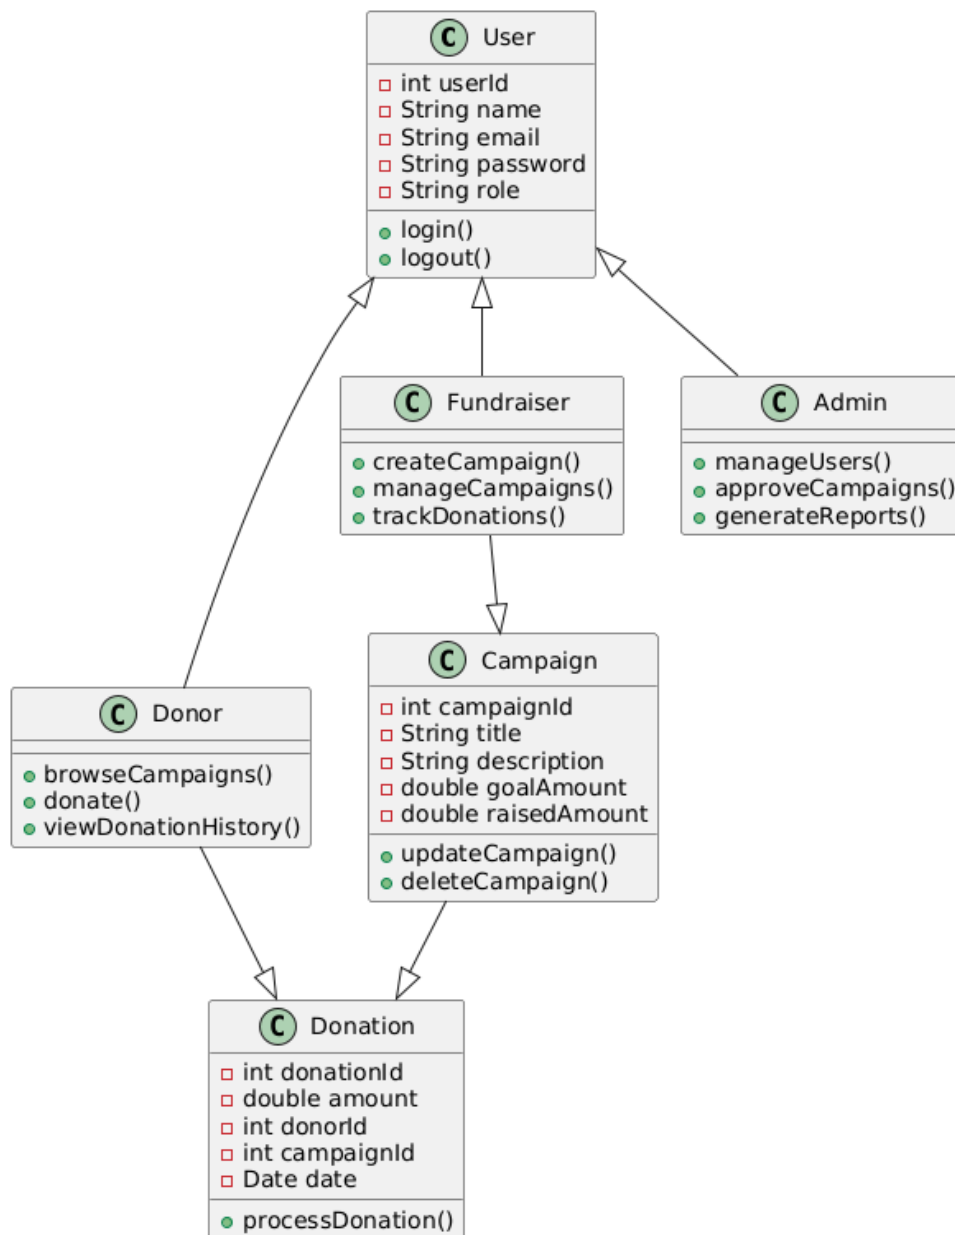 C User
int userId
String name
String email
String password
String role
login()
logout()
C Fundraiser
createCampaign()
manageCampaigns()
trackDonations()
C Admin
manageUsers()
approveCampaigns()
generateReports()
C Donor
browseCampaigns()
donate()
viewDonationHistory()
C Campaign
int campaignId
String title
String description
double goalAmount
double raisedAmount
updateCampaign()
deleteCampaign()
C Donation
int donationId
double amount
int donorId
int campaignId
Date date
processDonation()